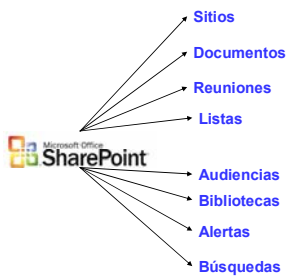 Sitios
Documentos
Reuniones
Listas
Microsoft Office
SharePoint
Audiencias
Bibliotecas
Alertas
Búsquedas